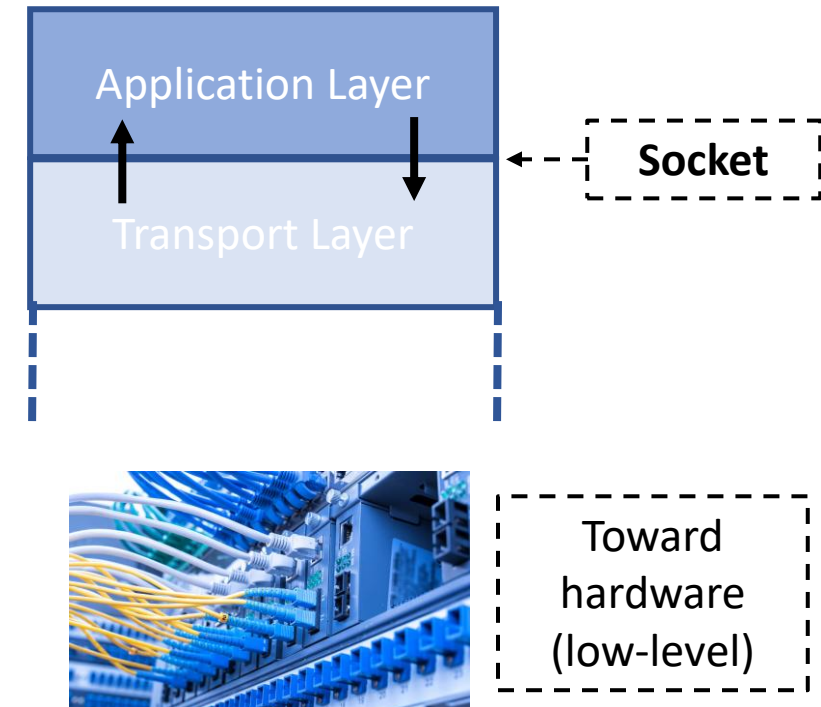 Application Layer
Socket
Transport Layer
Toward
hardware
(low-level)